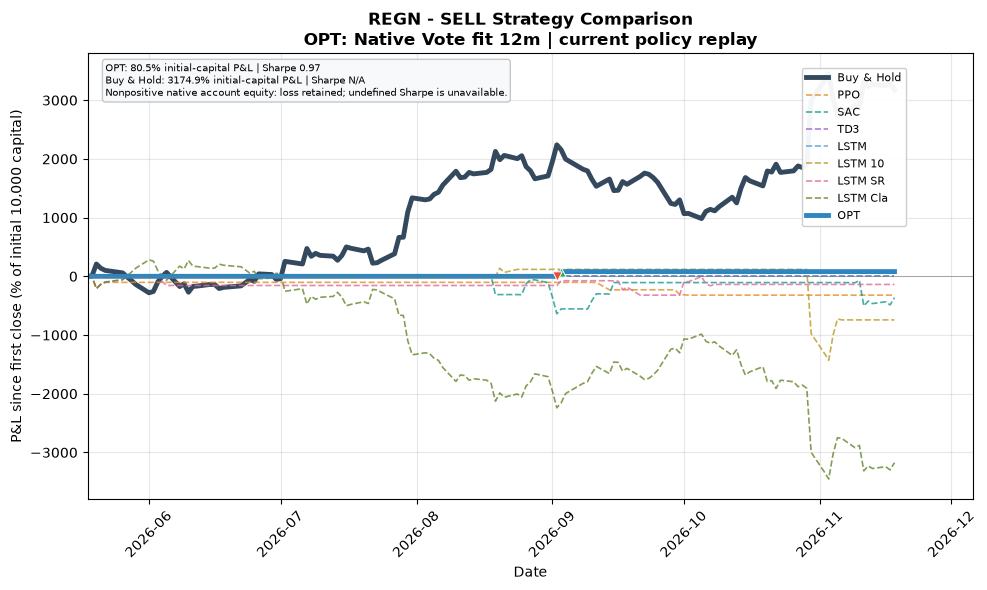 REGN - SELL Strategy Comparison
OPT: Native Vote fit 12m | current policy replay
OPT: 80.5% initial-capital P&L | Sharpe 0.97
Buy & Hold: 3174.9% initial-capital P&L | Sharpe N/A
Nonpositive native account equity: loss retained; undefined Sharpe is unavailable.
Buy & Hold
PPO
SAC
TD3
LSTM
LSTM 10
LSTM SR
LSTM Cla
OPT
P&L since first close (% of initial 10,000 capital)
3000
2000
1000
0
−1000
−2000
−3000
2026-06
2026-07
2026-08
2026-09
2026-10
2026-11
2026-12
Date